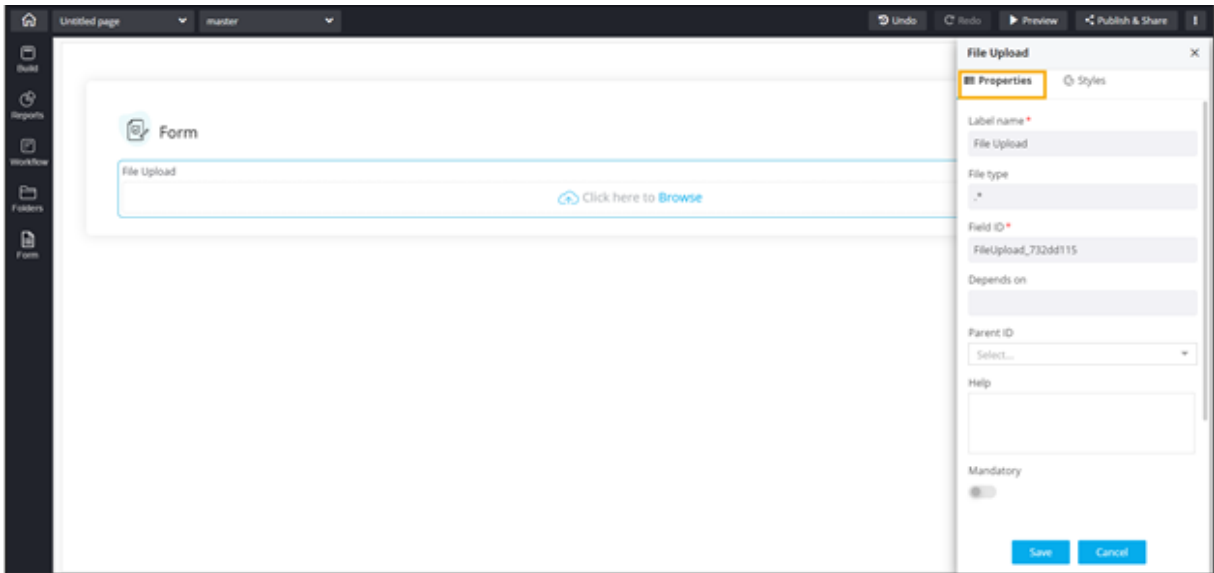 Untitled page
master
Undo
Redo
Preview
Publish & Share
Build
Reports
Workflow
Folders
Form
Form
File Upload
Click here to Browse
File Upload
Properties
Styles
Label name *
File Upload
File type
.*
Field ID *
FileUpload_732dd115
Depends on
Parent ID
Select...
Help
Mandatory
Save
Cancel